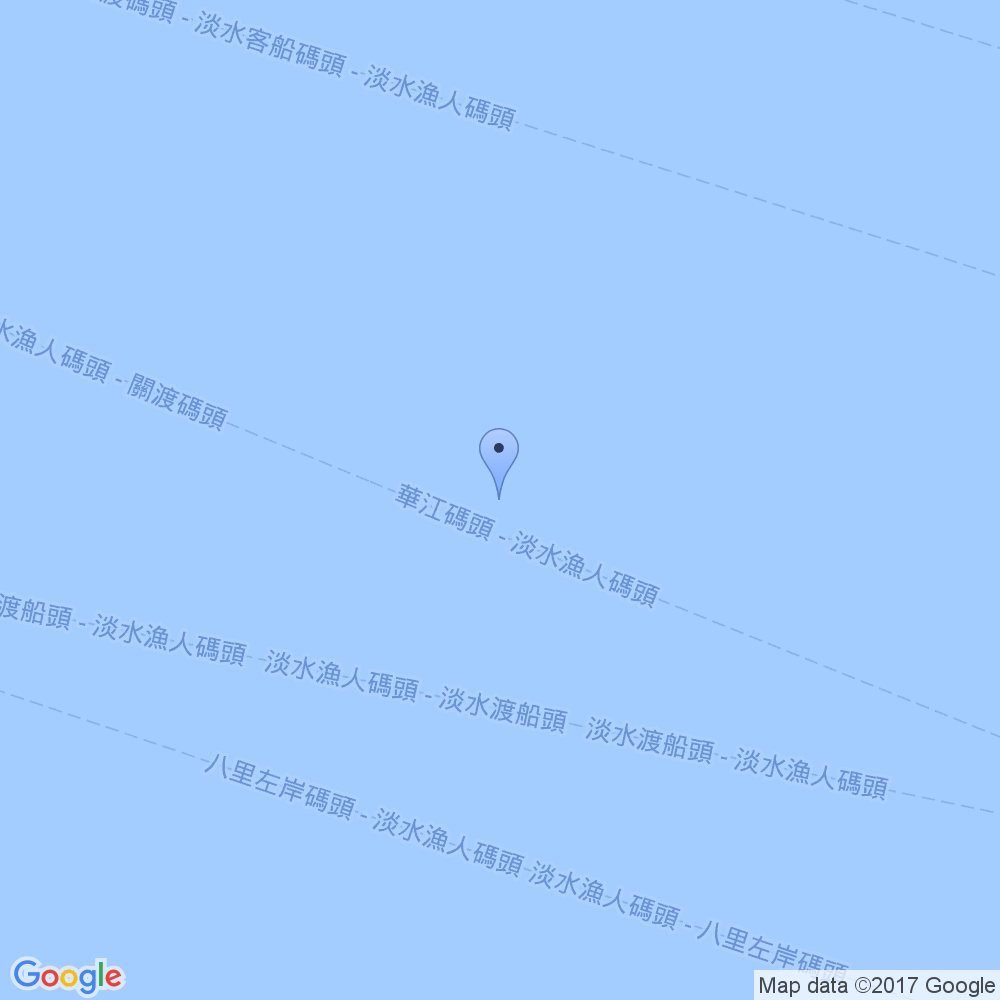 渡碼頭 - 淡水客船碼頭 - 淡水漁人碼頭
水漁人碼頭 - 關渡碼頭
華江碼頭 - 淡水漁人碼頭
渡船頭 - 淡水漁人碼頭
淡水漁人碼頭 - 淡水渡船頭
淡水渡船頭 - 淡水漁人碼頭
八里左岸碼頭 - 淡水漁人碼頭
淡水漁人碼頭 - 八里左岸碼頭
Google
Map data ©2017 Google